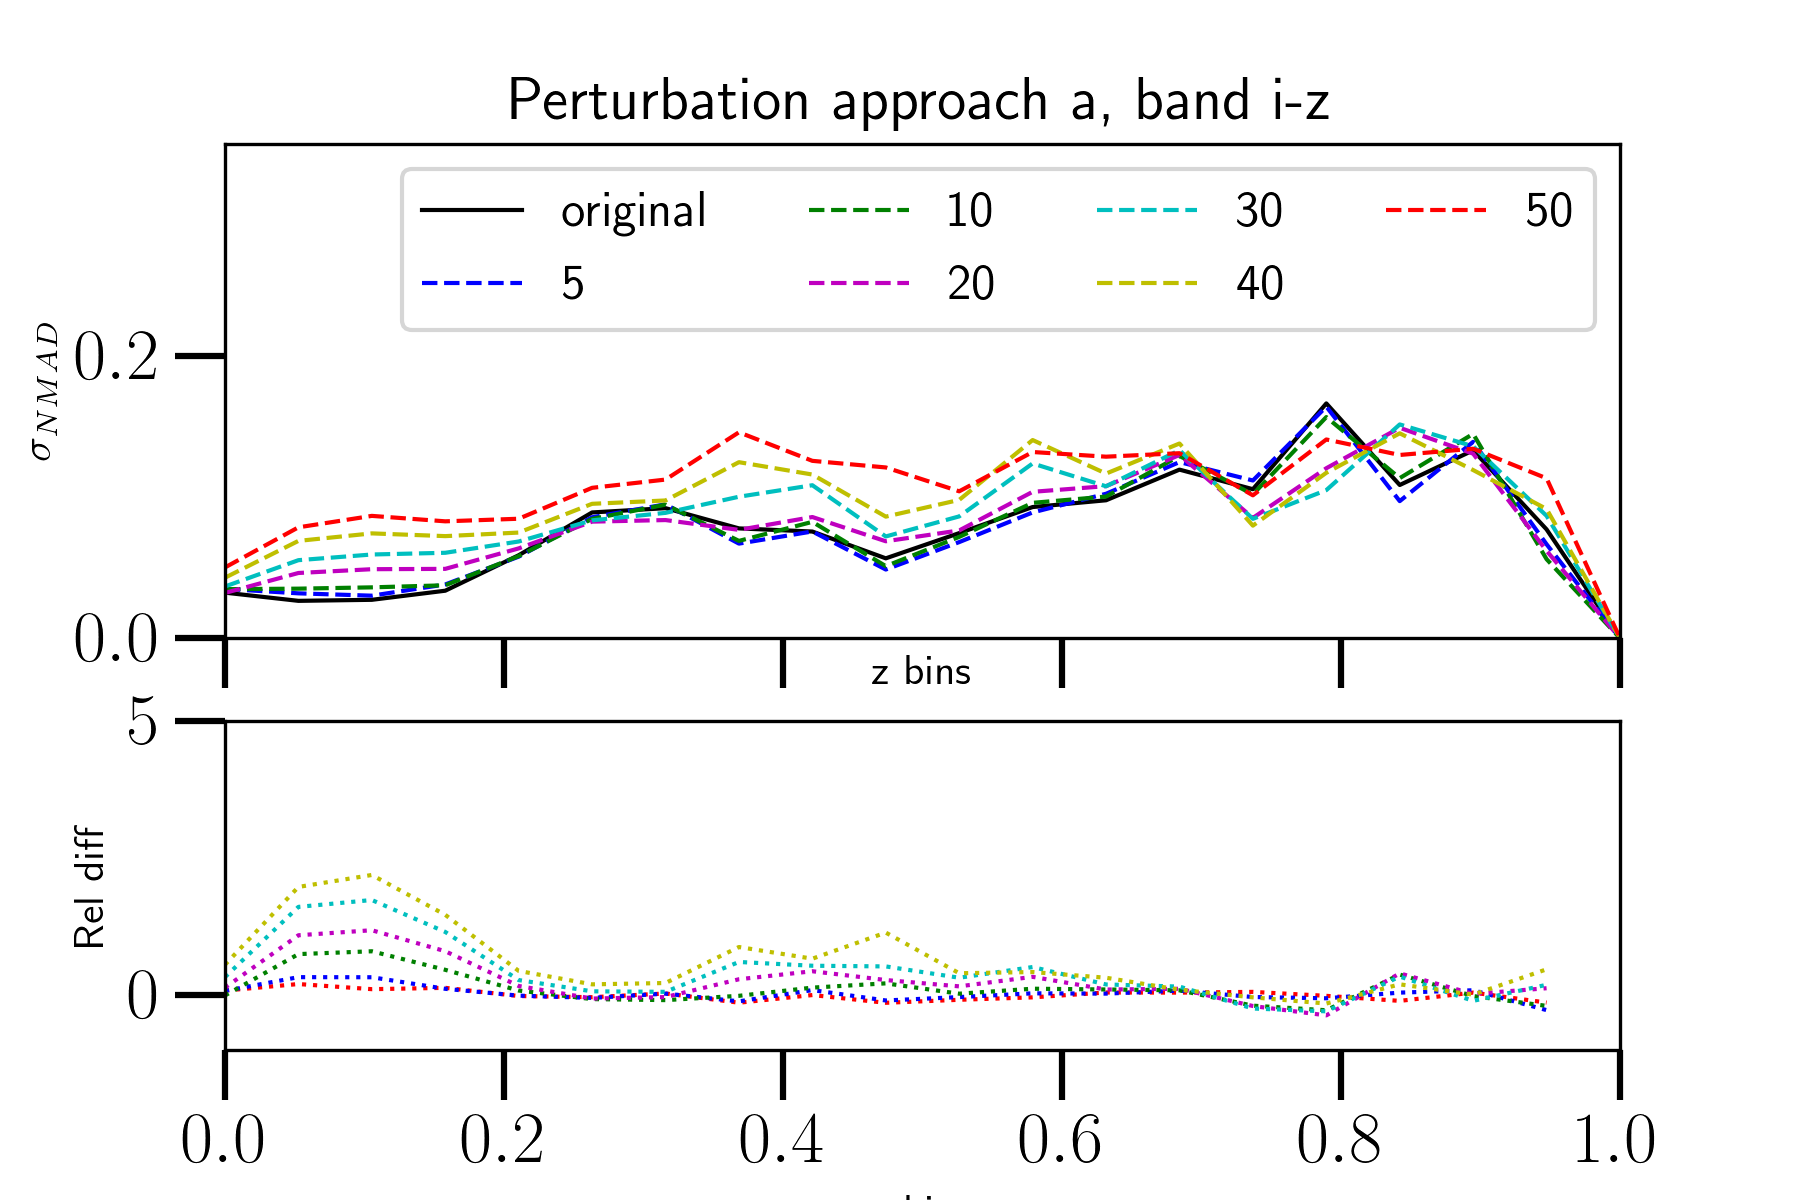 Perturbation approach a, band i-z
original 10 30 50
5 20 40
σNMAD
0.2
0.0
z bins
5
Rel diff
0
0.0 0.2 0.4 0.6 0.8 1.0